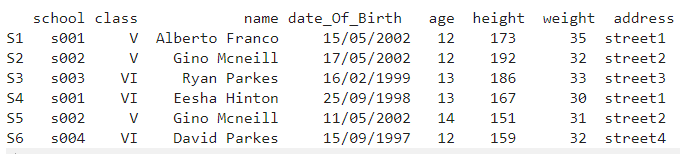 school class name date_Of_Birth age height weight address
S1 s001 V Alberto Franco 15/05/2002 12 173 35 street1
S2 s002 V Gino Mcneill 17/05/2002 12 192 32 street2
S3 s003 VI Ryan Parkes 16/02/1999 13 186 33 street3
S4 s001 VI Eesha Hinton 25/09/1998 13 167 30 street1
S5 s002 V Gino Mcneill 11/05/2002 14 151 31 street2
S6 s004 VI David Parkes 15/09/1997 12 159 32 street4